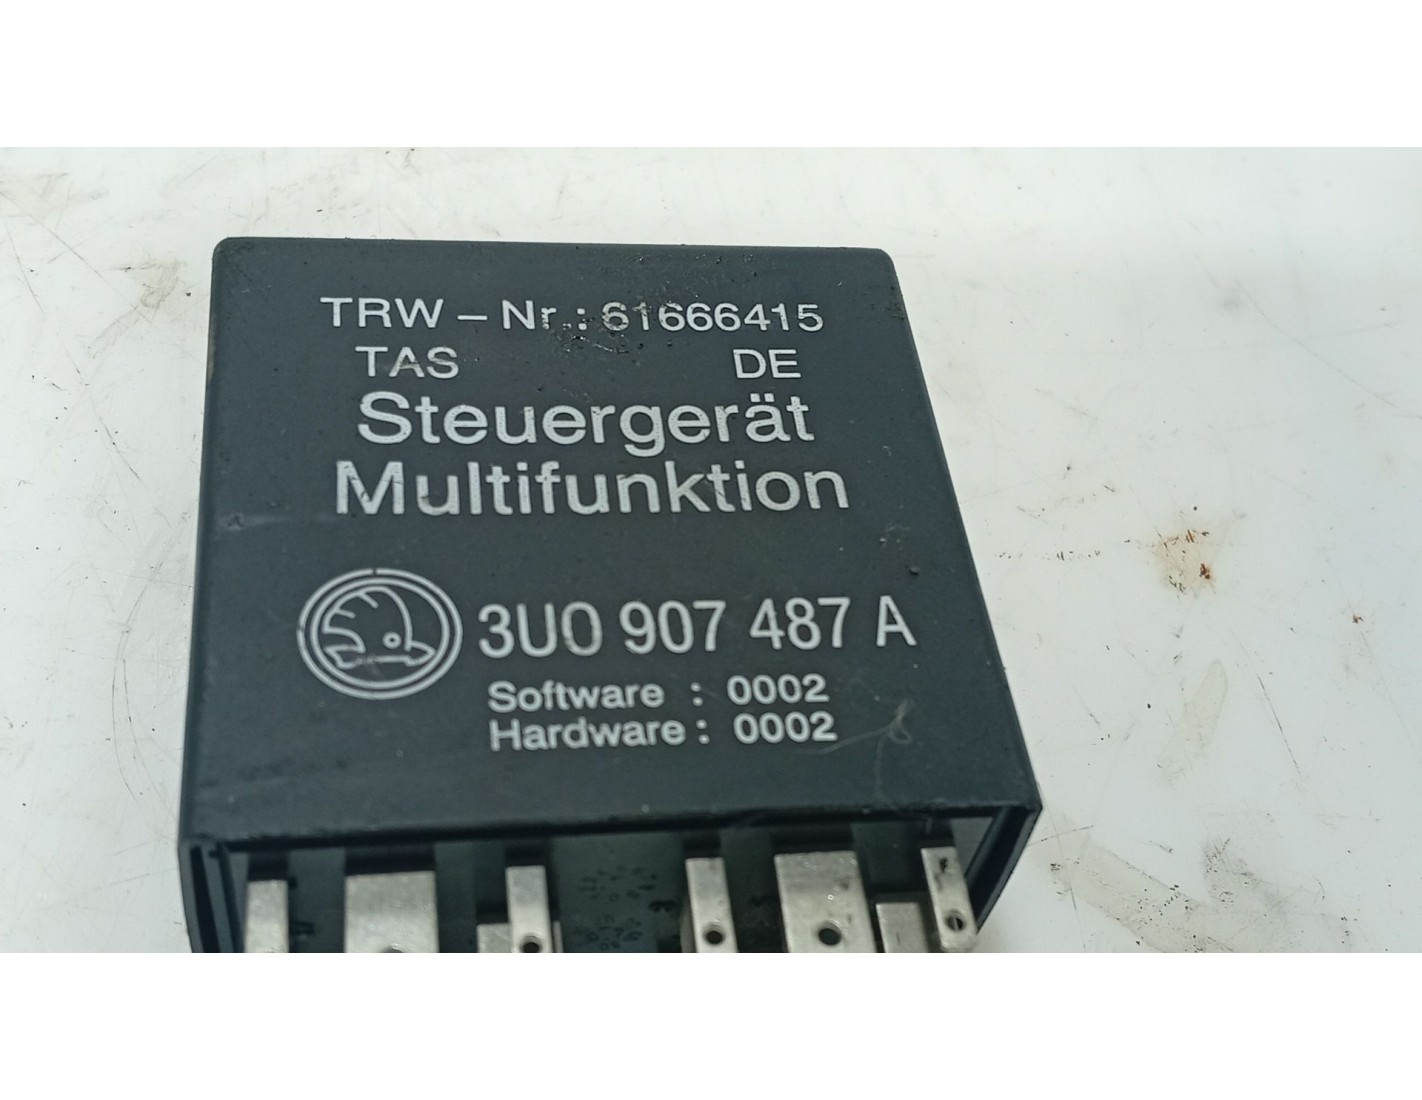 TRW – Nr.: 61666415
TAS DE
Steuergerät
Multifunktion
3U0 907 487 A
Software : 0002
Hardware : 0002